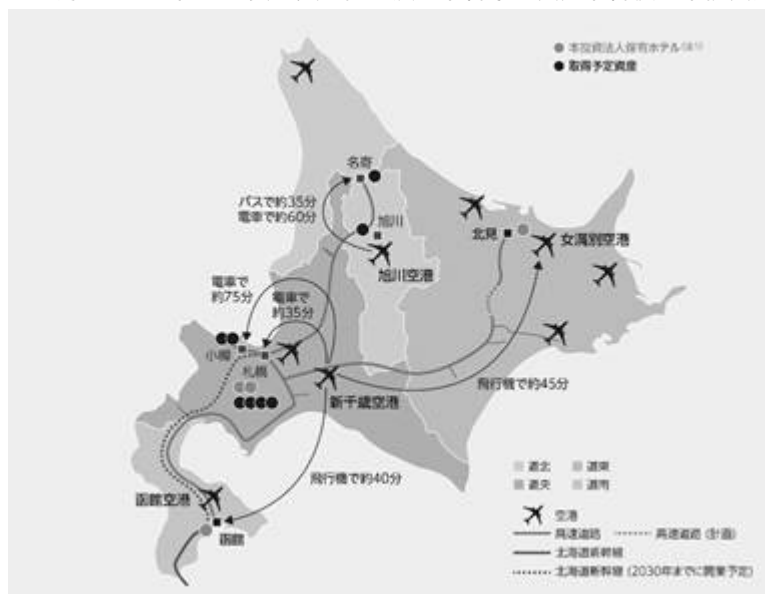 本投資法人保有ホテル
取得予定資産
名寄
バスで約35分
電車で約60分
旭川
旭川空港
北見
女満別空港
電車で
約75分
電車で
約35分
小樽
札幌
新千歳空港
飛行機で約45分
飛行機で約40分
函館空港
函館
道北
道東
道央
道南
空港
高速道路
高速道路（計画）
北海道新幹線
北海道新幹線（2030年までに開業予定）